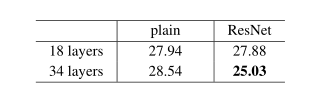 plain ResNet
18 layers 27.94 27.88
34 layers 28.54 25.03